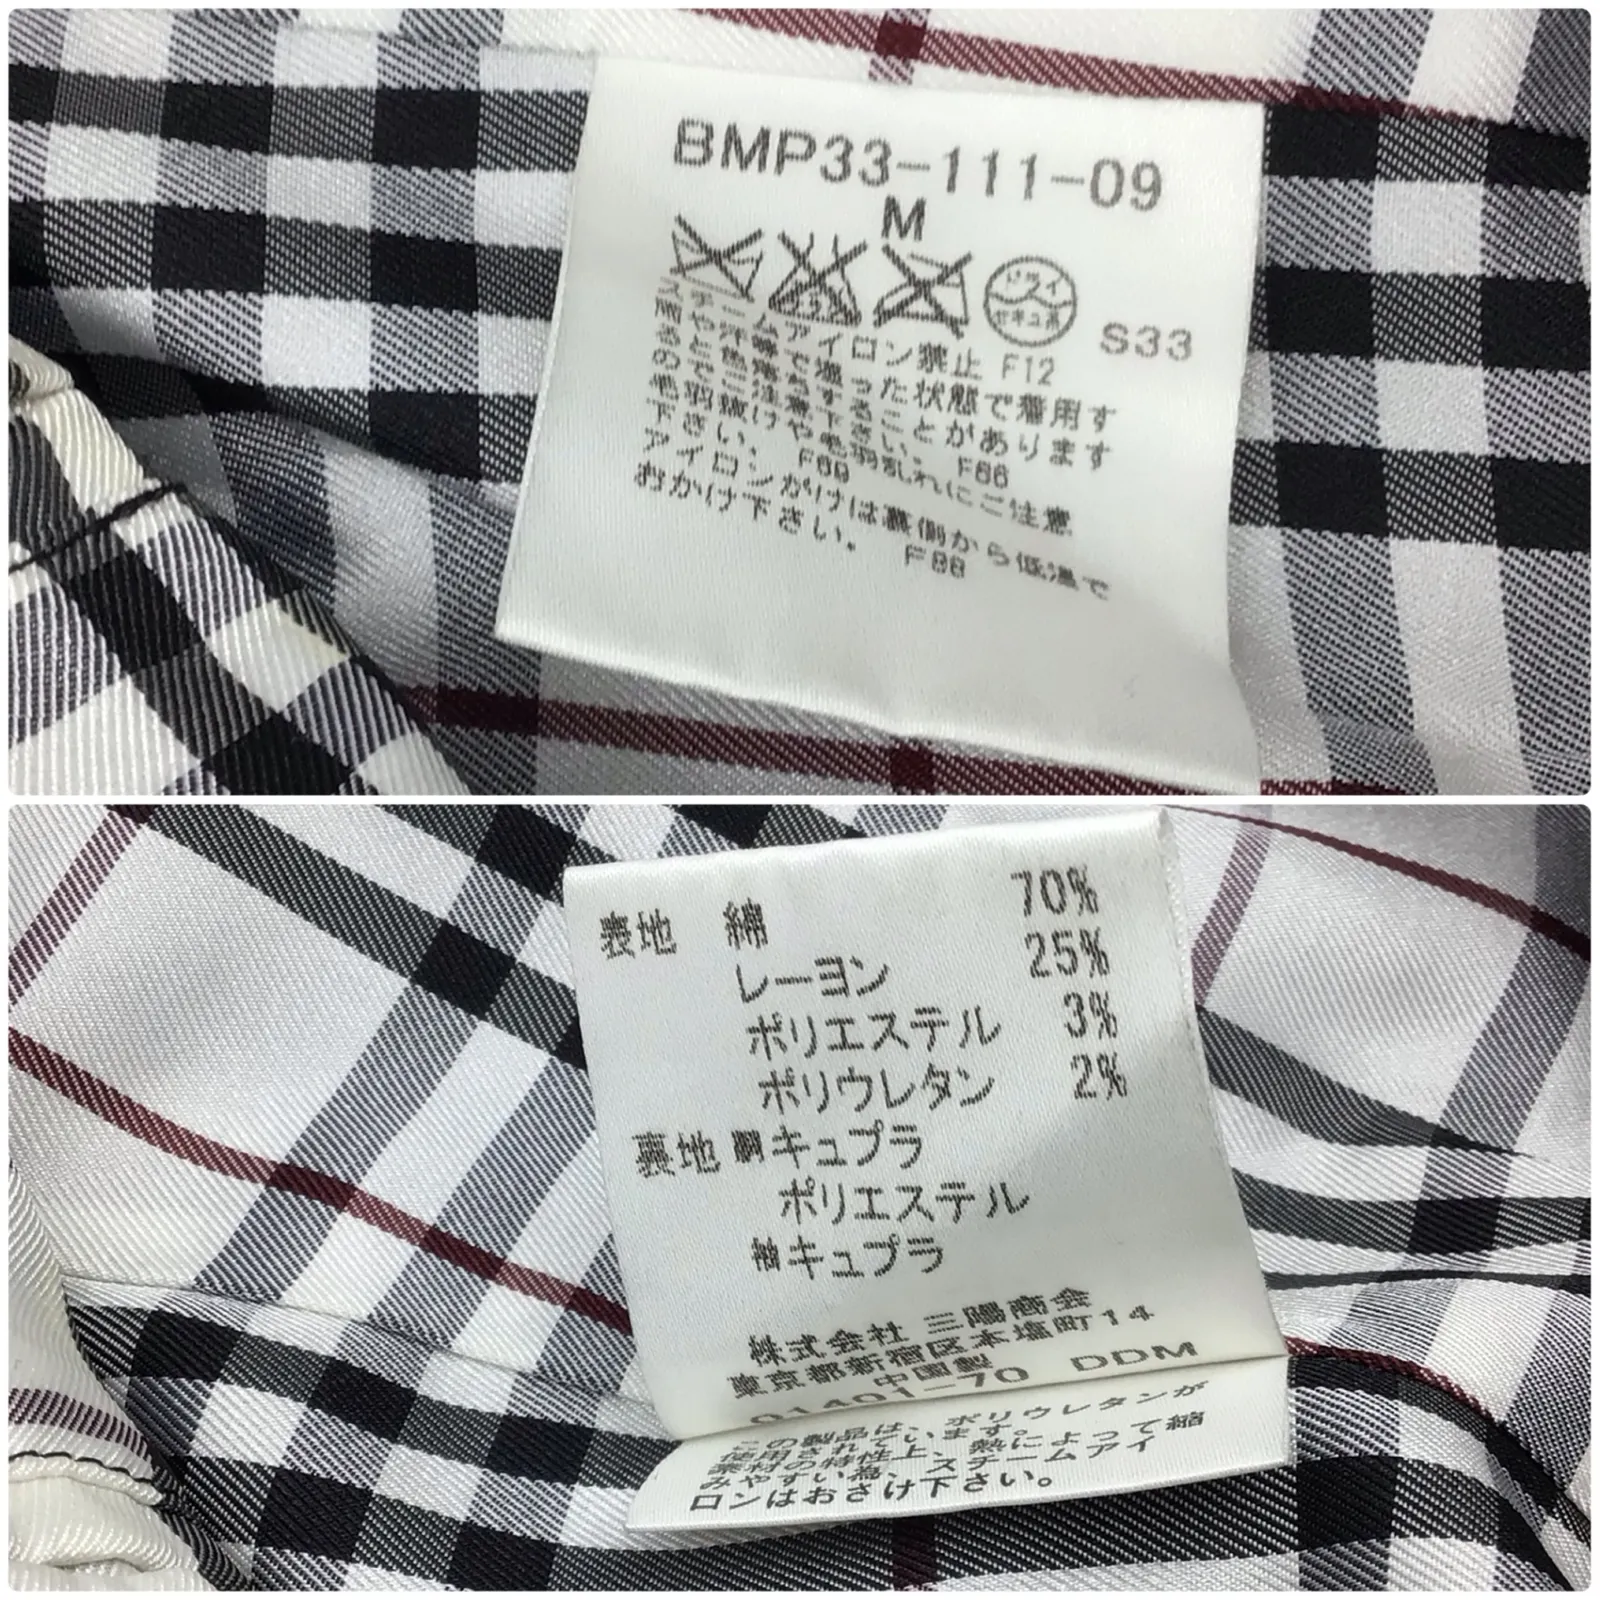 BMP33-111-09
M
ドライ
セキユ系
S33
スチームアイロン禁止 F12
汗や雨等で湿った状態で着用す
ると色落ちすることがあります
のでご注意下さい。 F66
毛羽抜けや毛羽乱れにご注意
下さい。 F69
アイロンがけは裏側から低温で
おかけ下さい。 F86
表地 綿 70%
レーヨン 25%
ポリエステル 3%
ポリウレタン 2%
裏地 胴 キュプラ
ポリエステル
袖 キュプラ
株式会社 三陽商会
東京都新宿区本塩町14
中国製
01401-70 DDM
この製品は、ポリウレタンが
使用されています。
素材の特性上、熱によって縮
みやすい為、スチームアイ
ロンはおさけ下さい。